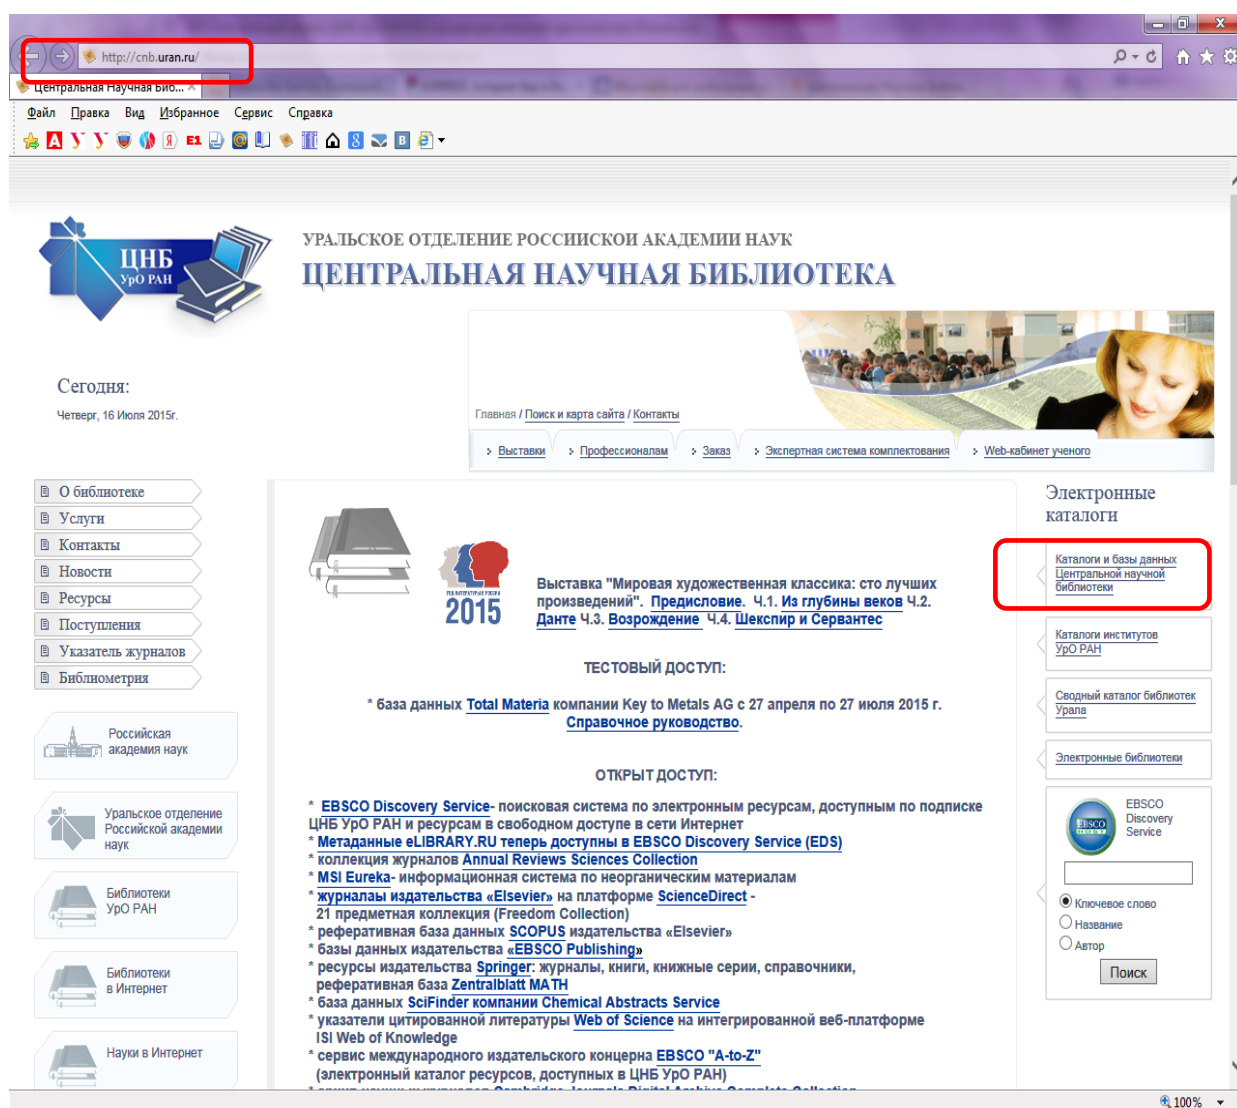 http://cnb.uran.ru/
Центральная Научная Биб...
Файл Правка Вид Избранное Сервис Справка
ЦНБ
УрО РАН
УРАЛЬСКОЕ ОТДЕЛЕНИЕ РОССИИСКОИ АКАДЕМИИ НАУК
ЦЕНТРАЛЬНАЯ НАУЧНАЯ БИБЛИОТЕКА
Сегодня:
Четверг, 16 Июля 2015г.
Главная / Поиск и карта сайта / Контакты
Выставки Профессионалам Заказ Экспертная система комплектования Web-кабинет ученого
О библиотеке
Услуги
Контакты
Новости
Ресурсы
Поступления
Указатель журналов
Библиометрия
Российская
академия наук
Уральское отделение
Российской академии
наук
Библиотеки
УрО РАН
Библиотеки
в Интернет
Науки в Интернет
2015
Выставка "Мировая художественная классика: сто лучших
произведений". Предисловие. Ч.1. Из глубины веков Ч.2.
Данте Ч.3. Возрождение Ч.4. Шекспир и Сервантес
ТЕСТОВЫЙ ДОСТУП:
* база данных Total Materia компании Key to Metals AG с 27 апреля по 27 июля 2015 г.
Справочное руководство.
ОТКРЫТ ДОСТУП:
* EBSCO Discovery Service- поисковая система по электронным ресурсам, доступным по подписке
ЦНБ УрО РАН и ресурсам в свободном доступе в сети Интернет
* Метаданные eLIBRARY.RU теперь доступны в EBSCO Discovery Service (EDS)
* коллекция журналов Annual Reviews Sciences Collection
* MSI Eureka- информационная система по неорганическим материалам
* журналаы издательства «Elsevier» на платформе ScienceDirect -
21 предметная коллекция (Freedom Collection)
* реферативная база данных SCOPUS издательства «Elsevier»
* базы данных издательства «EBSCO Publishing»
* ресурсы издательства Springer: журналы, книги, книжные серии, справочники,
реферативная база Zentralblatt MATH
* база данных SciFinder компании Chemical Abstracts Service
* указатели цитированной литературы Web of Science на интегрированной веб-платформе
ISI Web of Knowledge
* сервис международного издательского концерна EBSCO "A-to-Z"
(электронный каталог ресурсов, доступных в ЦНБ УрО РАН)
Электронные
каталоги
Каталоги и базы данных
Центральной научной
библиотеки
Каталоги институтов
УрО РАН
Сводный каталог библиотек
Урала
Электронные библиотеки
EBSCO
EBSCO
Discovery
Service
Ключевое слово
Название
Автор
Поиск
100%